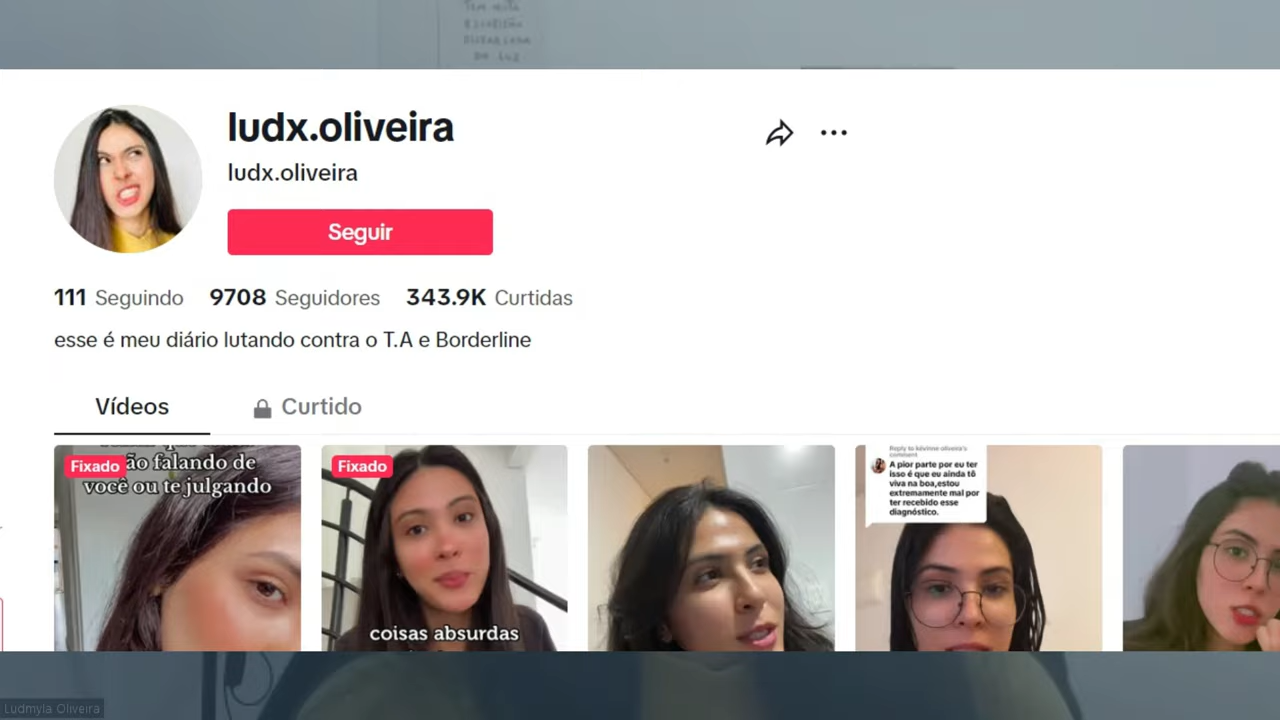 ludx.oliveira
ludx.oliveira
Seguir
111 Seguindo 9708 Seguidores 343.9K Curtidas
esse é meu diário lutando contra o T.A e Borderline
Vídeos
Curtido
Fixado
ão falando de
você ou te julgando
Fixado
coisas absurdas
A pior parte por eu ter
isso é que eu ainda tô
viva na boa,estou
extremamente mal por
ter recebido esse
diagnóstico.
Ludmyla Oliveira